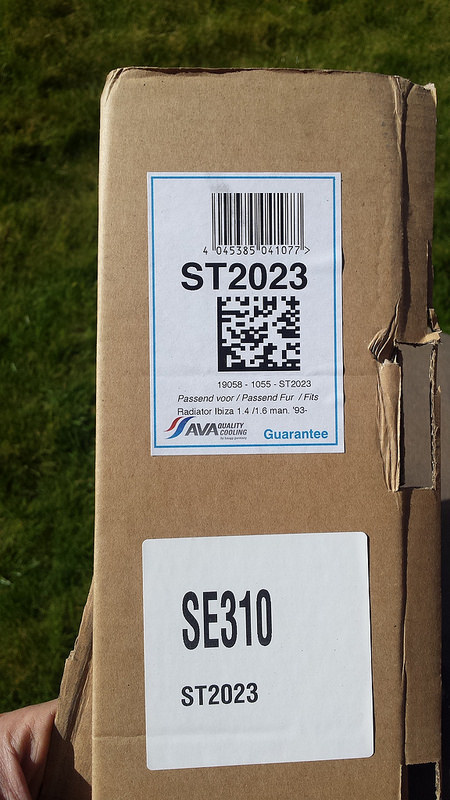 4 045385 041077 >
ST2023
19058 - 1055 - ST2023
Passend voor / Passend Fur / Fits
Radiator Ibiza 1.4 /1.6 man. '93-
AVA QUALITY
COOLING
Guarantee
SE310
ST2023